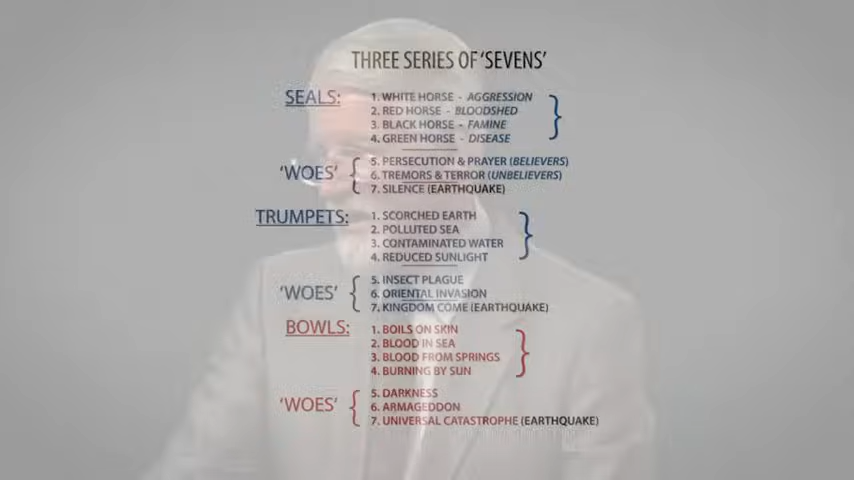 THREE SERIES OF 'SEVENS'
SEALS:
1. WHITE HORSE - AGGRESSION
2. RED HORSE - BLOODSHED
3. BLACK HORSE - FAMINE
4. GREEN HORSE - DISEASE
'WOES'
5. PERSECUTION & PRAYER (BELIEVERS)
6. TREMORS & TERROR (UNBELIEVERS)
7. SILENCE (EARTHQUAKE)
TRUMPETS:
1. SCORCHED EARTH
2. POLLUTED SEA
3. CONTAMINATED WATER
4. REDUCED SUNLIGHT
'WOES'
5. INSECT PLAGUE
6. ORIENTAL INVASION
7. KINGDOM COME (EARTHQUAKE)
BOWLS:
1. BOILS ON SKIN
2. BLOOD IN SEA
3. BLOOD FROM SPRINGS
4. BURNING BY SUN
'WOES'
5. DARKNESS
6. ARMAGEDDON
7. UNIVERSAL CATASTROPHE (EARTHQUAKE)